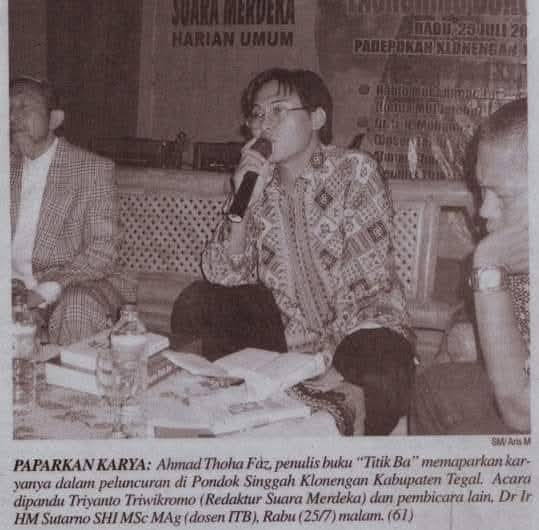 SUARA MERDEKA
HARIAN UMUM
RABU, 25 JULI 20
PADEPOKAN KLONENGAN
SM/ Aris M
PAPARKAN KARYA: Ahmad Thoha Faz, penulis buku "Titik Ba" memaparkan kar-
yanya dalam peluncuran di Pondok Singgah Klonengan Kabupaten Tegal. Acara
dipandu Triyanto Triwikromo (Redaktur Suara Merdeka) dan pembicara lain, Dr Ir
HM Sutarno SHI MSc MAg (dosen ITB), Rabu (25/7) malam. (61)